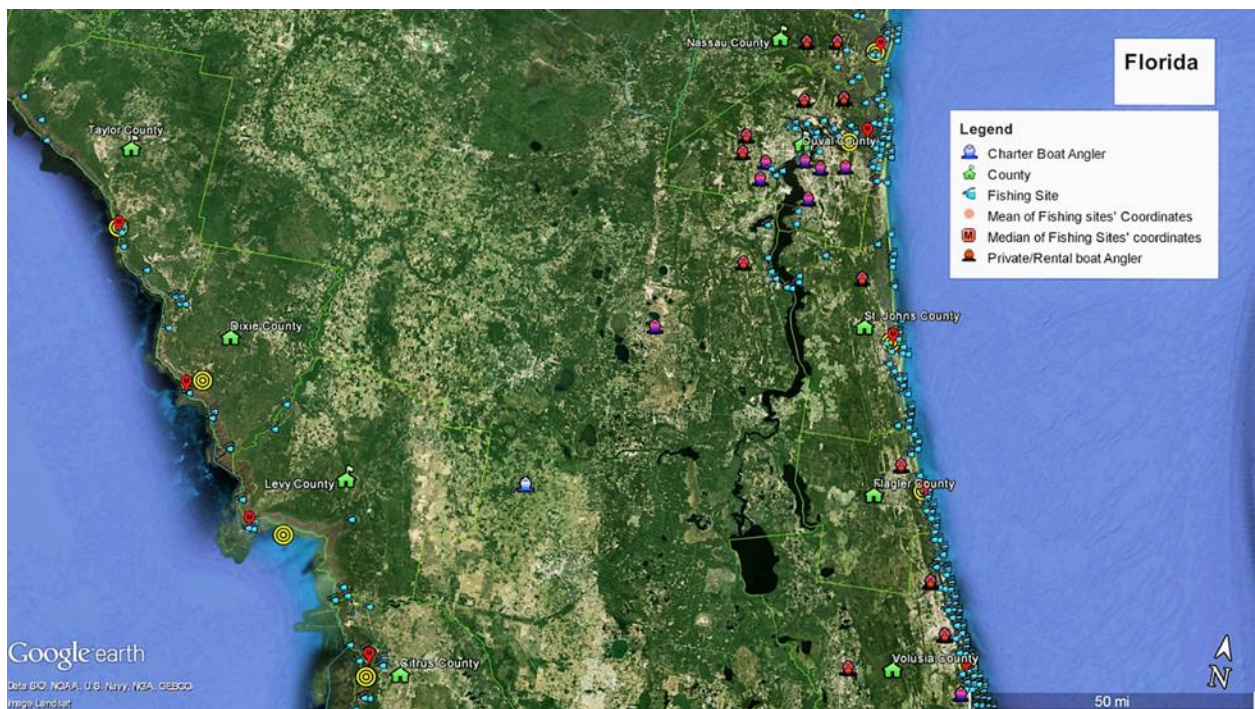 Nassau County
Florida
Taylor County
Duval County
Legend
Charter Boat Angler
County
Fishing Site
Mean of Fishing sites' Coordinates
Median of Fishing Sites' coordinates
Private/Rental boat Angler
Dixie County
St. Johns County
Levy County
Flagler County
Google earth
Citrus County
Volusia County
N
Data SIO, NOAA, U.S. Navy, NGA, GEBCO
Image Landsat
50 mi